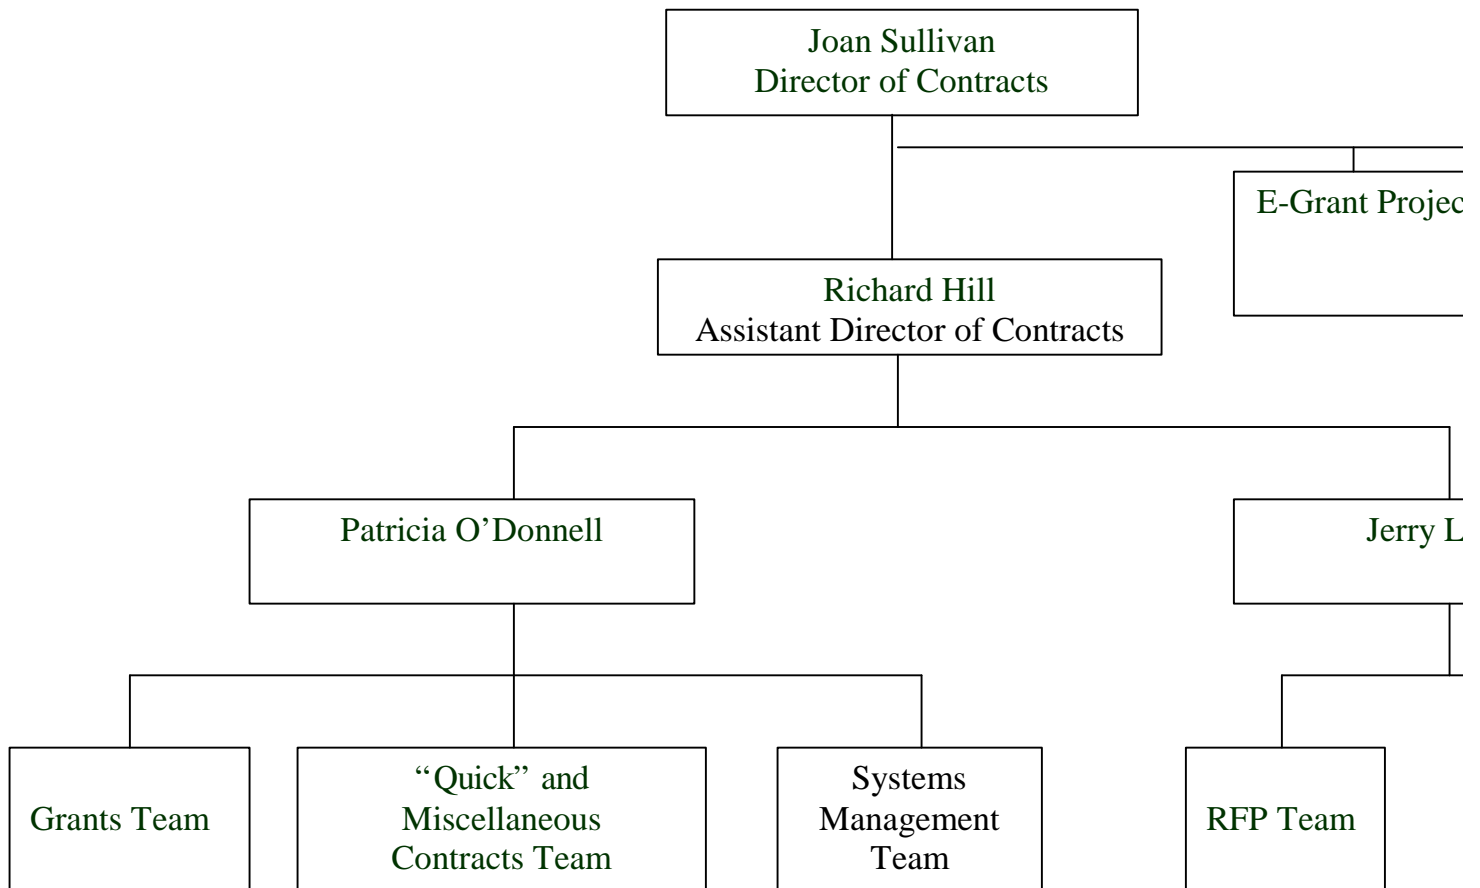 Joan Sullivan
Director of Contracts
E-Grant Projec
Richard Hill
Assistant Director of Contracts
Patricia O’Donnell
Jerry L
Grants Team
“Quick” and
Miscellaneous
Contracts Team
Systems
Management
Team
RFP Team